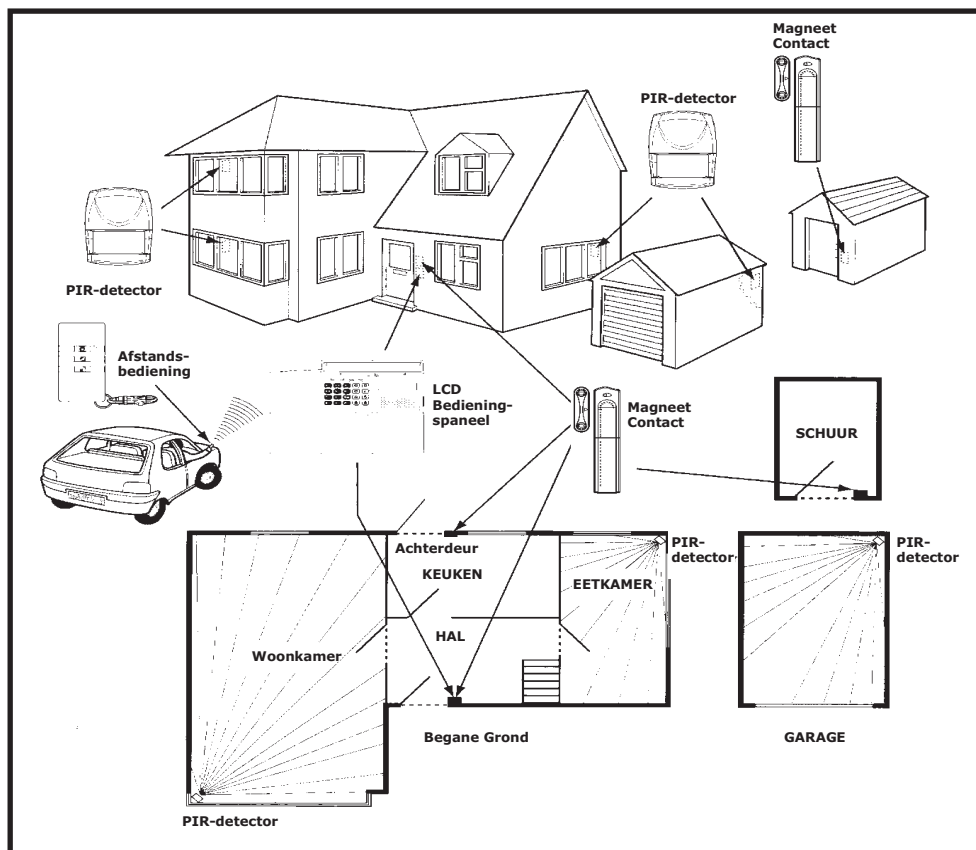 Magneet
Contact
PIR-detector
PIR-detector
Afstands-
bediening
LCD
Bediening-
spaneel
Magneet
Contact
SCHUUR
Achterdeur
KEUKEN
PIR-
detector
EETKAMER
PIR-
detector
HAL
Woonkamer
Begane Grond
GARAGE
PIR-detector